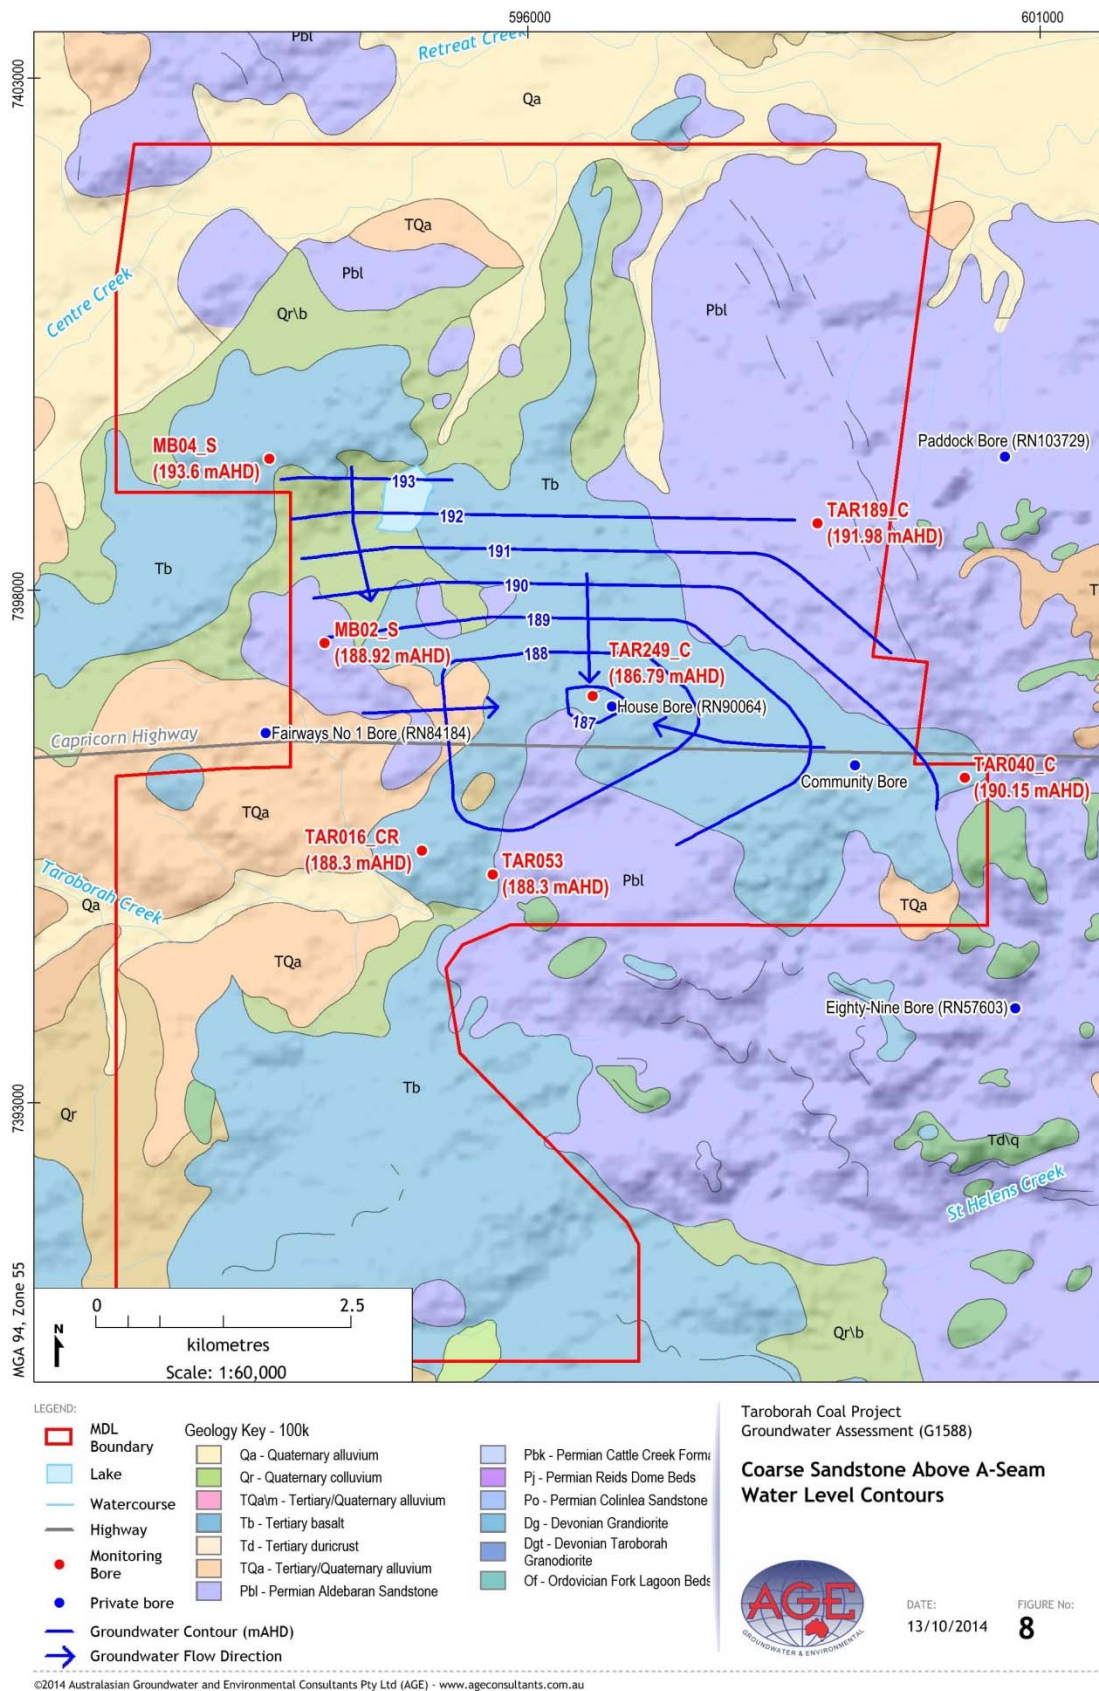 596000
601000
7403000
Pbl
Retreat Creek
Qa
TQa
Pbl
Centre Creek
Qr\b
Pbl
MB04_S
(193.6 mAHD)
Paddock Bore (RN103729)
193
Tb
192
TAR189_C
(191.98 mAHD)
191
Tb
7398000
190
T
189
MB02_S
(188.92 mAHD)
188
TAR249_C
(186.79 mAHD)
House Bore (RN90064)
187
Capricorn Highway
Fairways No 1 Bore (RN84184)
TAR040_C
(190.15 mAHD)
Community Bore
TQa
TAR016_CR
(188.3 mAHD)
TAR053
(188.3 mAHD)
Pbl
Taroborah Creek
Qa
TQa
TQa
Eighty-Nine Bore (RN57603)
7393000
Tb
Qr
Td\q
St Helens Creek
MGA 94, Zone 55
0 2.5
N
kilometres
Scale: 1:60,000
Qr\b
LEGEND:
MDL
Boundary
Lake
Watercourse
Highway
Monitoring
Bore
Private bore
Groundwater Contour (mAHD)
Groundwater Flow Direction
Geology Key - 100k
Qa - Quaternary alluvium
Qr - Quaternary colluvium
TQa\m - Tertiary/Quaternary alluvium
Tb - Tertiary basalt
Td - Tertiary duricrust
TQa - Tertiary/Quaternary alluvium
Pbl - Permian Aldebaran Sandstone
Pbk - Permian Cattle Creek Forma
Pj - Permian Reids Dome Beds
Po - Permian Colinlea Sandstone
Dg - Devonian Grandiorite
Dgt - Devonian Taroborah
Granodiorite
Of - Ordovician Fork Lagoon Beds
Taroborah Coal Project
Groundwater Assessment (G1588)
Coarse Sandstone Above A-Seam
Water Level Contours
AGE
GROUNDWATER & ENVIRONMENTAL
DATE:
13/10/2014
FIGURE No:
8
©2014 Australasian Groundwater and Environmental Consultants Pty Ltd (AGE) - www.ageconsultants.com.au